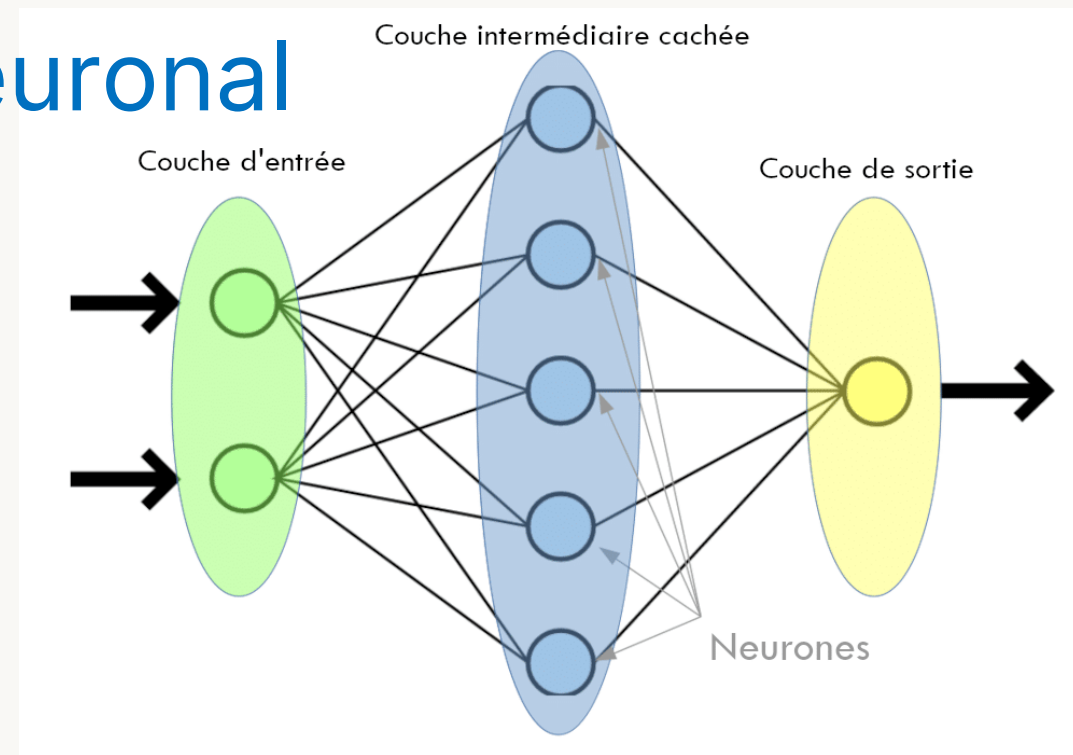 Couche intermédiaire cachée
euronal
Couche d'entrée
Couche de sortie
Neurones